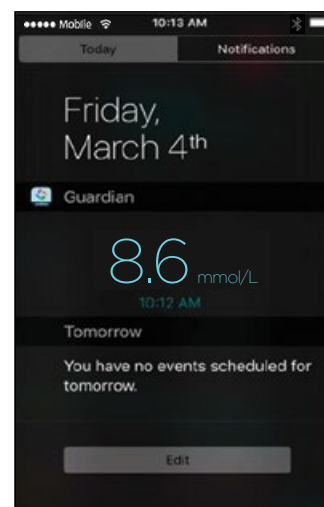 Mobile 10:13 AM
Today Notifications
Friday,
March 4th
Guardian
8.6 mmol/L
10:12 AM
Tomorrow
You have no events scheduled for
tomorrow.
Edit